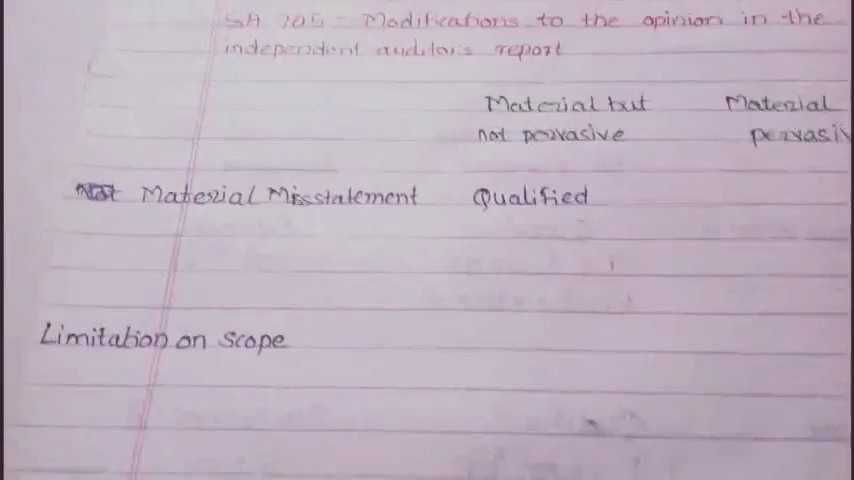 SA 705 - Modifications to the opinion in the
independent auditor's report
Material but Material
not pervasive pervasiv
Material Misstatement Qualified
Limitation on scope